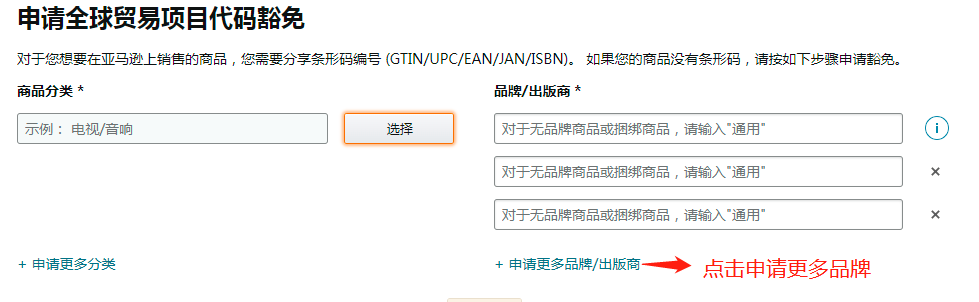 申请全球贸易项目代码豁免
对于您想要在亚马逊上销售的商品，您需要分享条形码编号 (GTIN/UPC/EAN/JAN/ISBN)。 如果您的商品没有条形码，请按如下步骤申请豁免。
商品分类 *
品牌/出版商 *
示例： 电视/音响
选择
对于无品牌商品或捆绑商品，请输入"通用"
i
对于无品牌商品或捆绑商品，请输入"通用"
×
对于无品牌商品或捆绑商品，请输入"通用"
×
+ 申请更多分类
+ 申请更多品牌/出版商
点击申请更多品牌